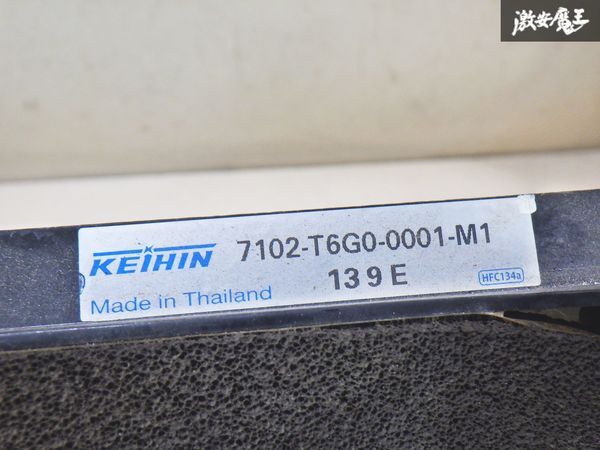 激安魔王
KEIHIN 7102-T6G0-0001-M1
139E HFC134a
Made in Thailand